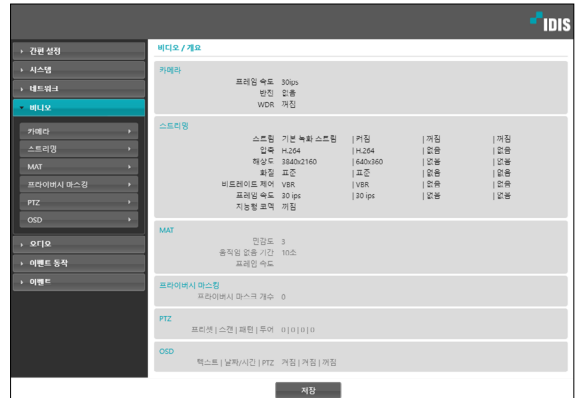 IDIS
간편 설정
시스템
네트워크
비디오
카메라
스트리밍
MAT
프라이버시 마스킹
PTZ
OSD
오디오
이벤트 동작
이벤트
비디오 / 개요
카메라
프레임 속도 30ips
반전 없음
WDR 꺼짐
스트리밍
스트림 기본 녹화 스트림 | 켜짐 | 꺼짐 | 꺼짐
압축 H.264 | H.264 | 없음 | 없음
해상도 3840x2160 | 640x360 | 없음 | 없음
화질 표준 | 표준 | 없음 | 없음
비트레이트 제어 VBR | VBR | 없음 | 없음
프레임 속도 30 ips | 30 ips | 없음 | 없음
지능형 코덱 꺼짐
MAT
민감도 3
움직임 없음 기간 10초
프레임 속도
프라이버시 마스킹
프라이버시 마스크 개수 0
PTZ
프리셋 | 스캔 | 패턴 | 투어 0 | 0 | 0 | 0
OSD
텍스트 | 날짜/시간 | PTZ 꺼짐 | 꺼짐 | 꺼짐
저장